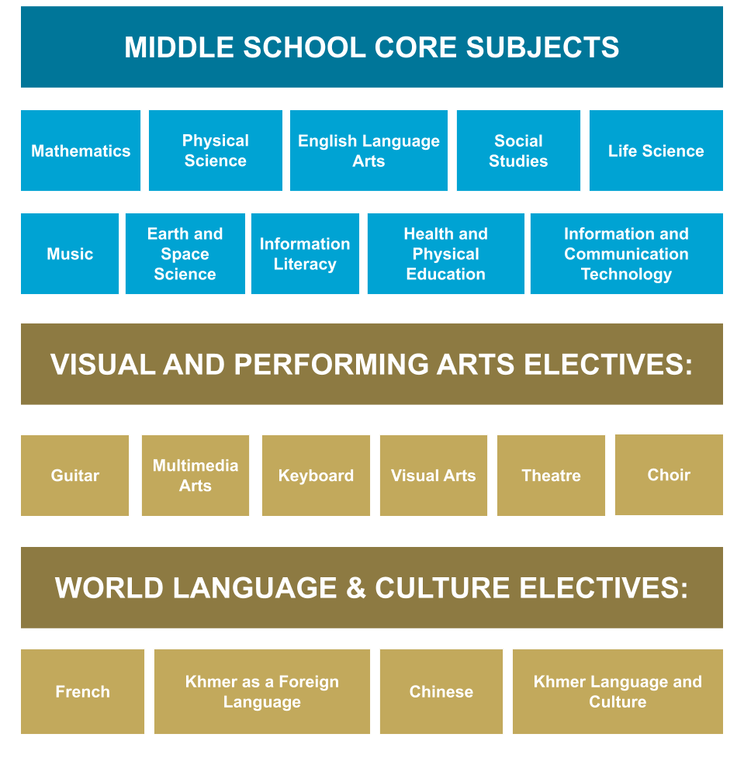 MIDDLE SCHOOL CORE SUBJECTS
Mathematics
Physical
Science
English Language
Arts
Social
Studies
Life Science
Music
Earth and
Space
Science
Information
Literacy
Health and
Physical
Education
Information and
Communication
Technology
VISUAL AND PERFORMING ARTS ELECTIVES:
Guitar
Multimedia
Arts
Keyboard
Visual Arts
Theatre
Choir
WORLD LANGUAGE & CULTURE ELECTIVES:
French
Khmer as a Foreign
Language
Chinese
Khmer Language and
Culture